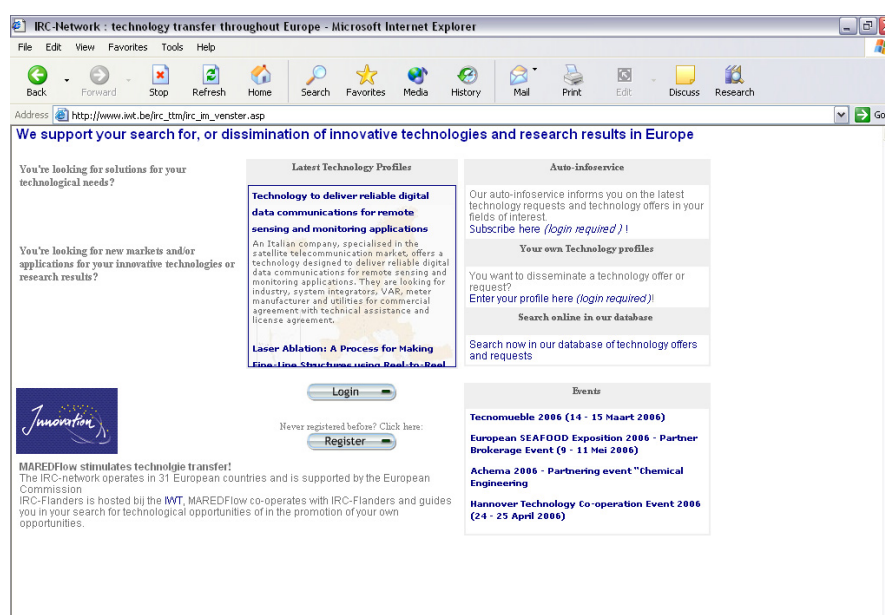 IRC-Network : technology transfer throughout Europe - Microsoft Internet Explorer
File Edit View Favorites Tools Help
Back Forward Stop Refresh Home Search Favorites Media History Mail Print Edit Discuss Research
Address http://www.iwt.be/irc_ttm/irc_im_venster.asp Go
We support your search for, or dissimination of innovative technologies and research results in Europe
You're looking for solutions for your
technological needs?
You're looking for new markets and/or
applications for your innovative technologies or
research results?
Latest Technology Profiles
Technology to deliver reliable digital
data communications for remote
sensing and monitoring applications
An Italian company, specialised in the
satellite telecommunication market, offers a
technology designed to deliver reliable digital
data communications for remote sensing and
monitoring applications. They are looking for
industry, system integrators, VAR, meter
manufacturer and utilities for commercial
agreement with technical assistance and
license agreement.
Laser Ablation: A Process for Making
Fine-Line Structures using Reel-to-Reel
Auto-infoservice
Our auto-infoservice informs you on the latest
technology requests and technology offers in your
fields of interest.
Subscribe here (login required ) !
Your own Technology profiles
You want to disseminate a technology offer or
request?
Enter your profile here (login required)!
Search online in our database
Search now in our database of technology offers
and requests
Innovation
Login
Never registered before? Click here:
Register
Events
Tecnomueble 2006 (14 - 15 Maart 2006)
European SEAFOOD Exposition 2006 - Partner
Brokerage Event (9 - 11 Mei 2006)
Achema 2006 - Partnering event "Chemical
Engineering
Hannover Technology Co-operation Event 2006
(24 - 25 April 2006)
MAREDFlow stimulates technolgie transfer!
The IRC-network operates in 31 European countries and is supported by the European
Commission
IRC-Flanders is hosted bij the IWT, MAREDFlow co-operates with IRC-Flanders and guides
you in your search for technological opportunities of in the promotion of your own
opportunities.